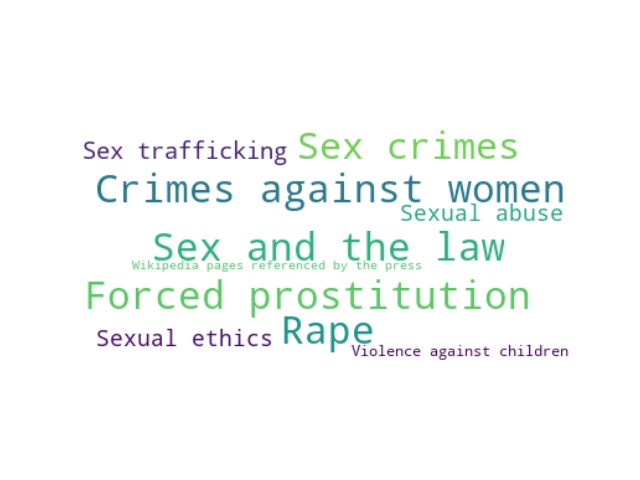 Sex trafficking
Sex crimes
Crimes against women
Sexual abuse
Sex and the law
Wikipedia pages referenced by the press
Forced prostitution
Rape
Sexual ethics
Violence against children